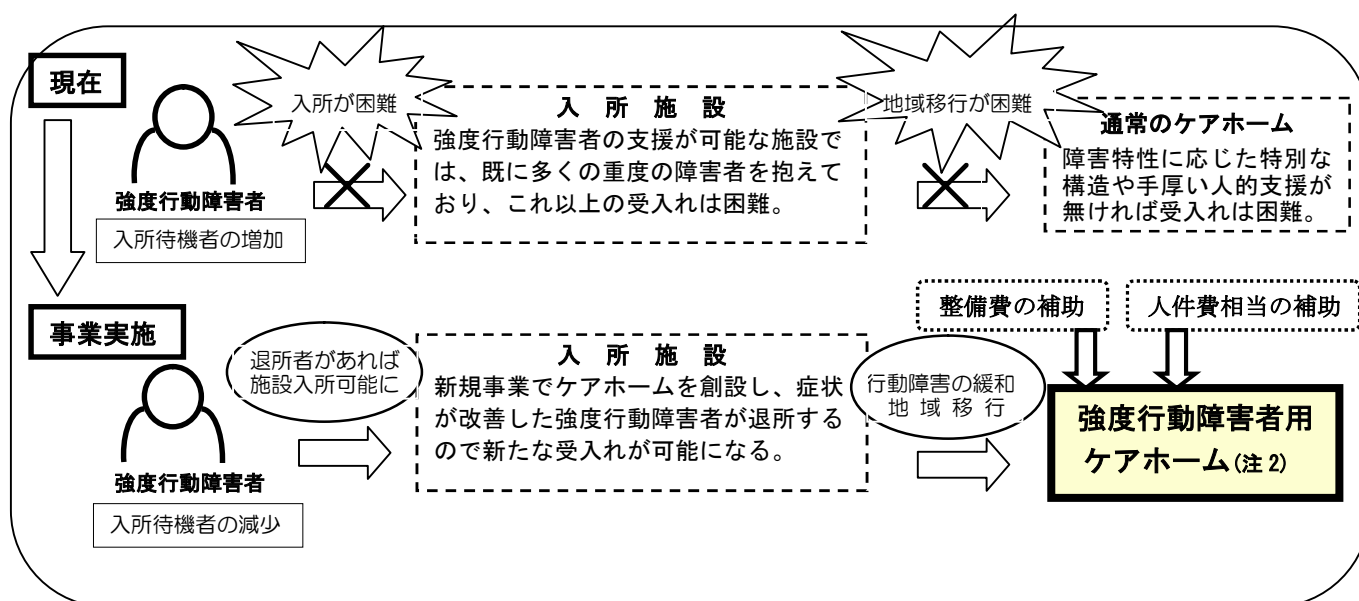 現在
入所が困難
地域移行が困難
入 所 施 設
強度行動障害者の支援が可能な施設で
は、既に多くの重度の障害者を抱えて
おり、これ以上の受入れは困難。
通常のケアホーム
障害特性に応じた特別な
構造や手厚い人的支援が
無ければ受入れは困難。
強度行動障害者
入所待機者の増加
事業実施
整備費の補助
人件費相当の補助
退所者があれば
施設入所可能に
入 所 施 設
新規事業でケアホームを創設し、症状
が改善した強度行動障害者が退所する
ので新たな受入れが可能になる。
行動障害の緩和
地 域 移 行
強度行動障害者用
ケアホーム(注 2)
強度行動障害者
入所待機者の減少